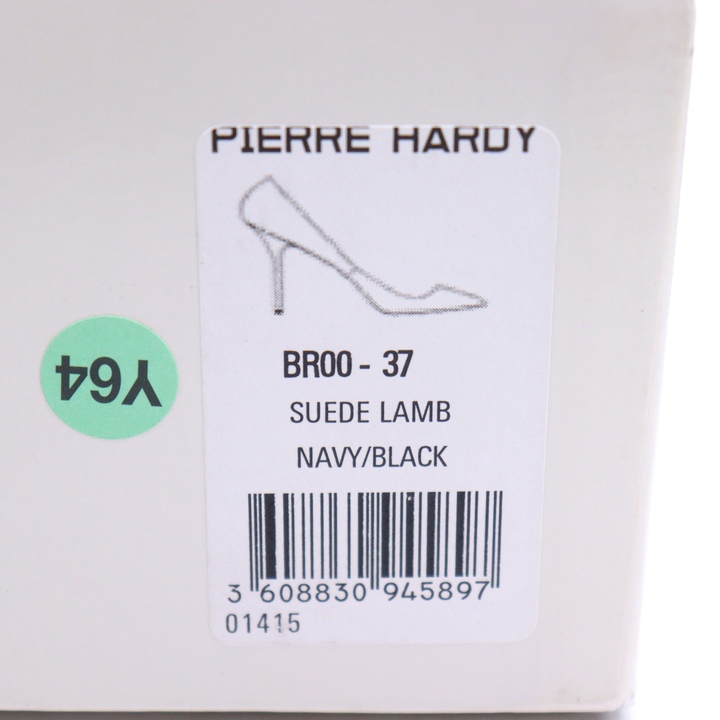 PIERRE HARDY
BR00 - 37
SUEDE LAMB
NAVY/BLACK
3 608830 945897
01415
Y64